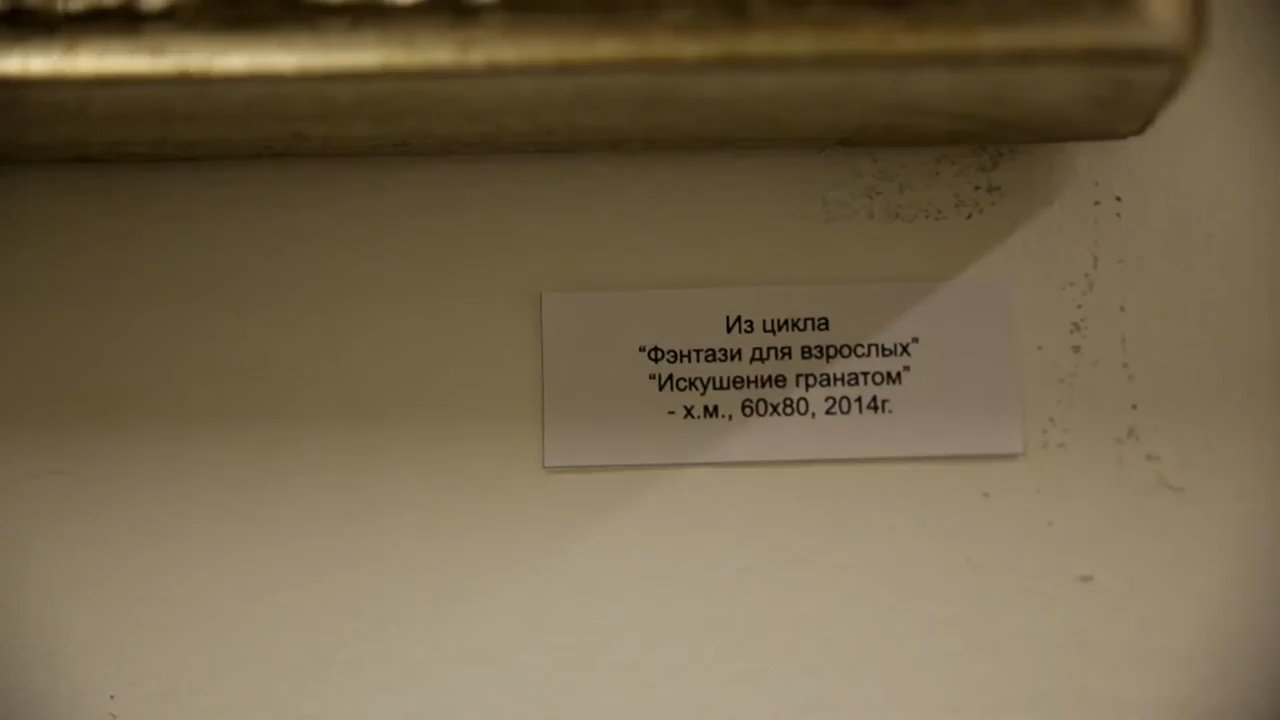 Из цикла
“Фэнтази для взрослых”
“Искушение гранатом”
- х.м., 60х80, 2014г.